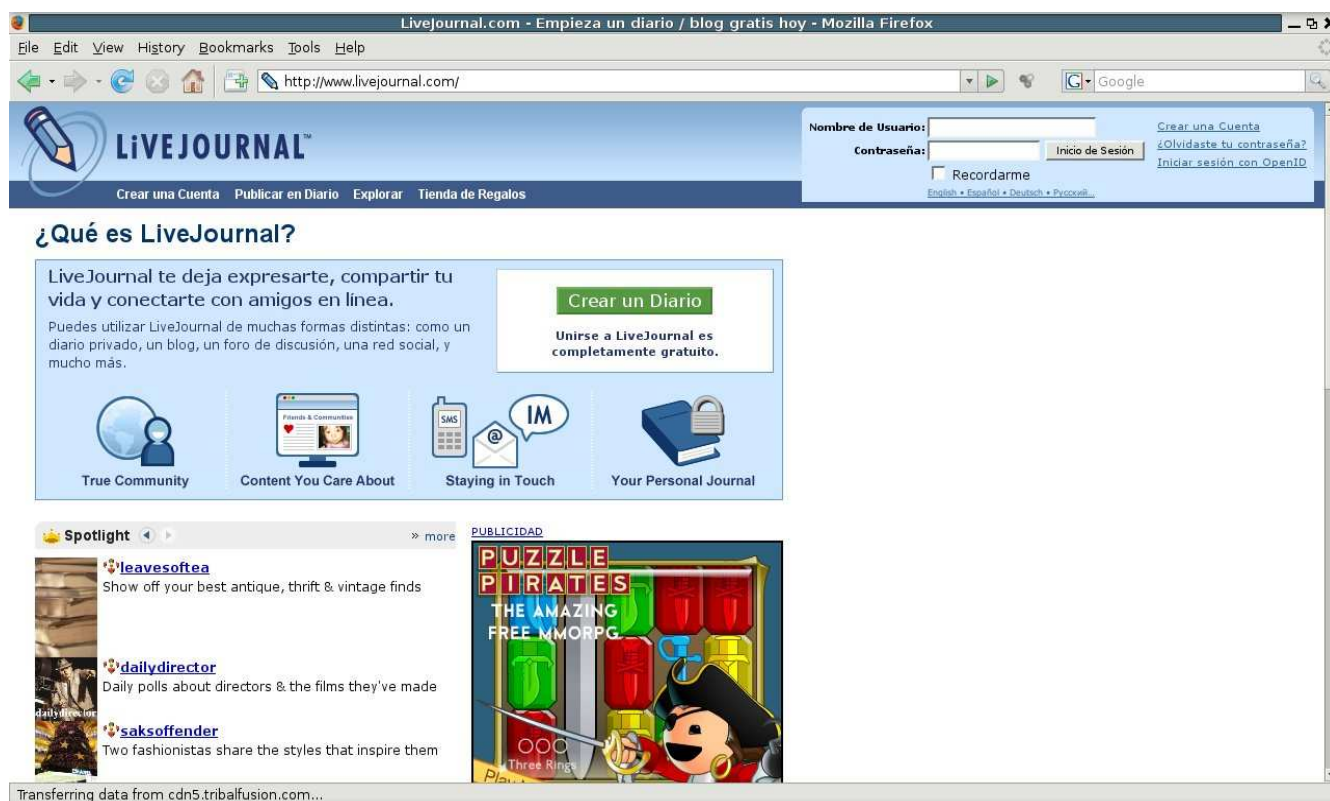 LiveJournal.com - Empieza un diario / blog gratis hoy - Mozilla Firefox
File Edit View History Bookmarks Tools Help
http://www.livejournal.com/
G Google
LiVEJOURNAL™
Nombre de Usuario:
Contraseña:
Inicio de Sesión
Recordarme
English • Español • Deutsch • Русский...
Crear una Cuenta
¿Olvidaste tu contraseña?
Iniciar sesión con OpenID
Crear una Cuenta Publicar en Diario Explorar Tienda de Regalos
¿Qué es LiveJournal?
LiveJournal te deja expresarte, compartir tu
vida y conectarte con amigos en línea.
Puedes utilizar LiveJournal de muchas formas distintas: como un
diario privado, un blog, un foro de discusión, una red social, y
mucho más.
Crear un Diario
Unirse a LiveJournal es
completamente gratuito.
Friends & Communities
SMS
@
IM
True Community
Content You Care About
Staying in Touch
Your Personal Journal
Spotlight
» more
leavesoftea
Show off your best antique, thrift & vintage finds
dailydirector
dailydirector
Daily polls about directors & the films they've made
saksoffender
Two fashionistas share the styles that inspire them
PUBLICIDAD
PUZZLE
PIRATES
THE AMAZING
FREE MMORPG
Three Rings
Play
Transferring data from cdn5.tribalfusion.com...